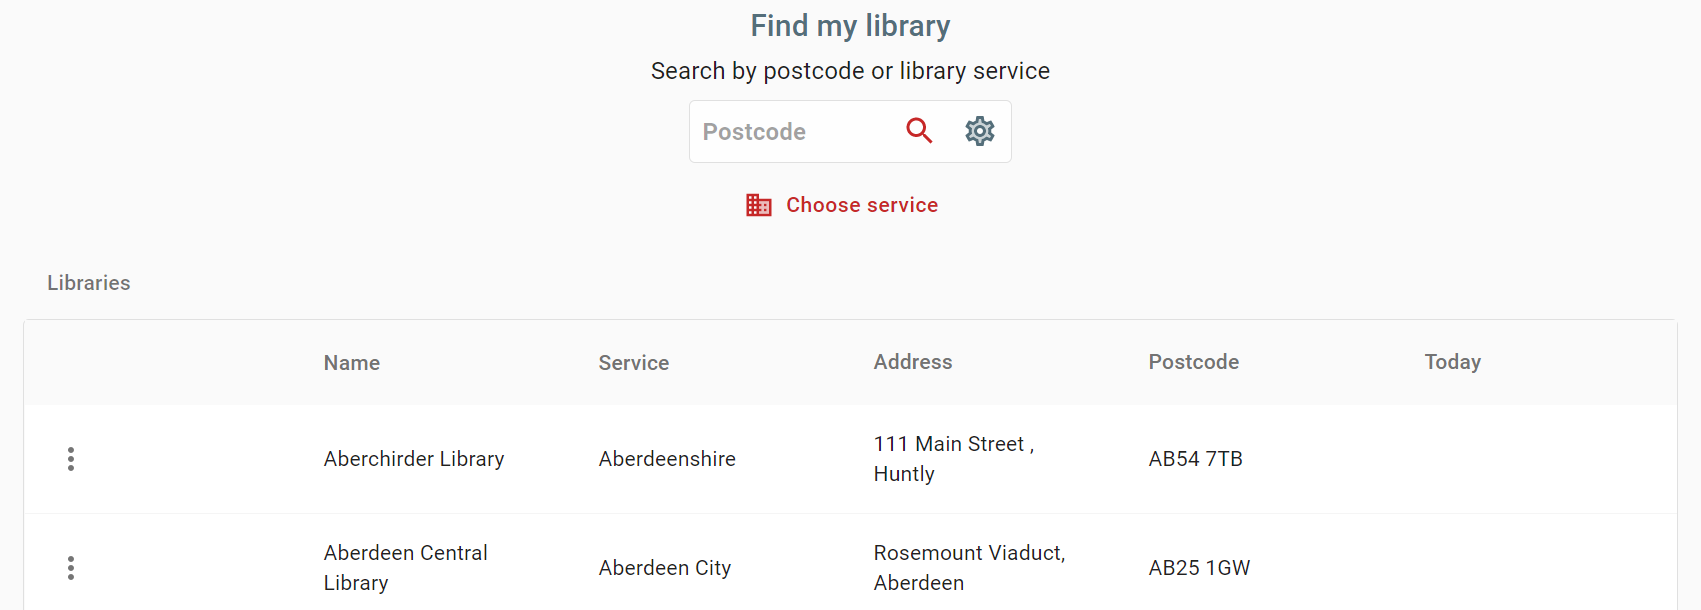 Find my library
Search by postcode or library service
Postcode
Choose service
Libraries
Name Service Address Postcode Today
Aberchirder Library Aberdeenshire 111 Main Street , AB54 7TB
Huntly
Aberdeen Central Aberdeen City Rosemount Viaduct, AB25 1GW
Library Aberdeen